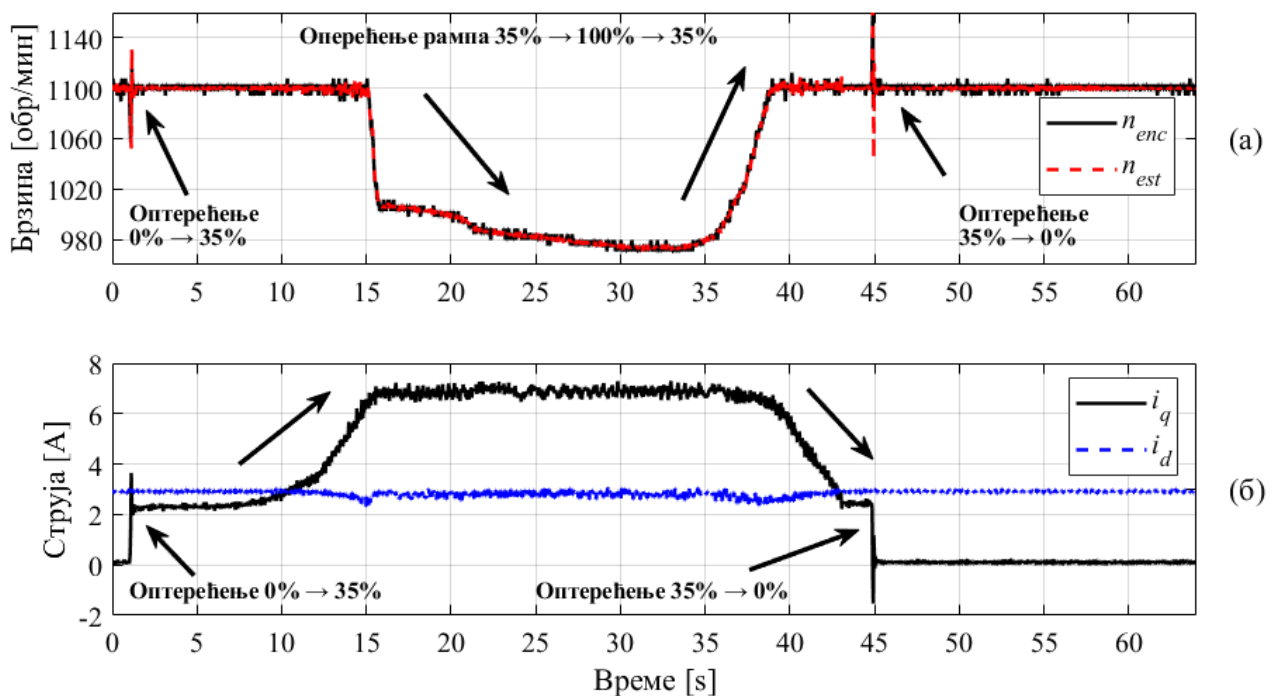 Брзина [обр/мин]
1140
1100
1060
1020
980
Оперећење рампа 35% → 100% → 35%
Оптерећење
0% → 35%
n_enc
n_est
Оптерећење
35% → 0%
(а)
0 5 10 15 20 25 30 35 40 45 50 55 60
Струја [А]
8
6
4
2
0
-2
i_q
i_d
(б)
Оптерећење 0% → 35%
Оптерећење 35% → 0%
0 5 10 15 20 25 30 35 40 45 50 55 60
Време [s]